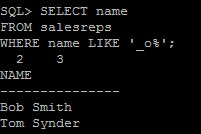 SQL> SELECT name
FROM salesreps
WHERE name LIKE '_o%';
  2    3
NAME
---------------
Bob Smith
Tom Synder